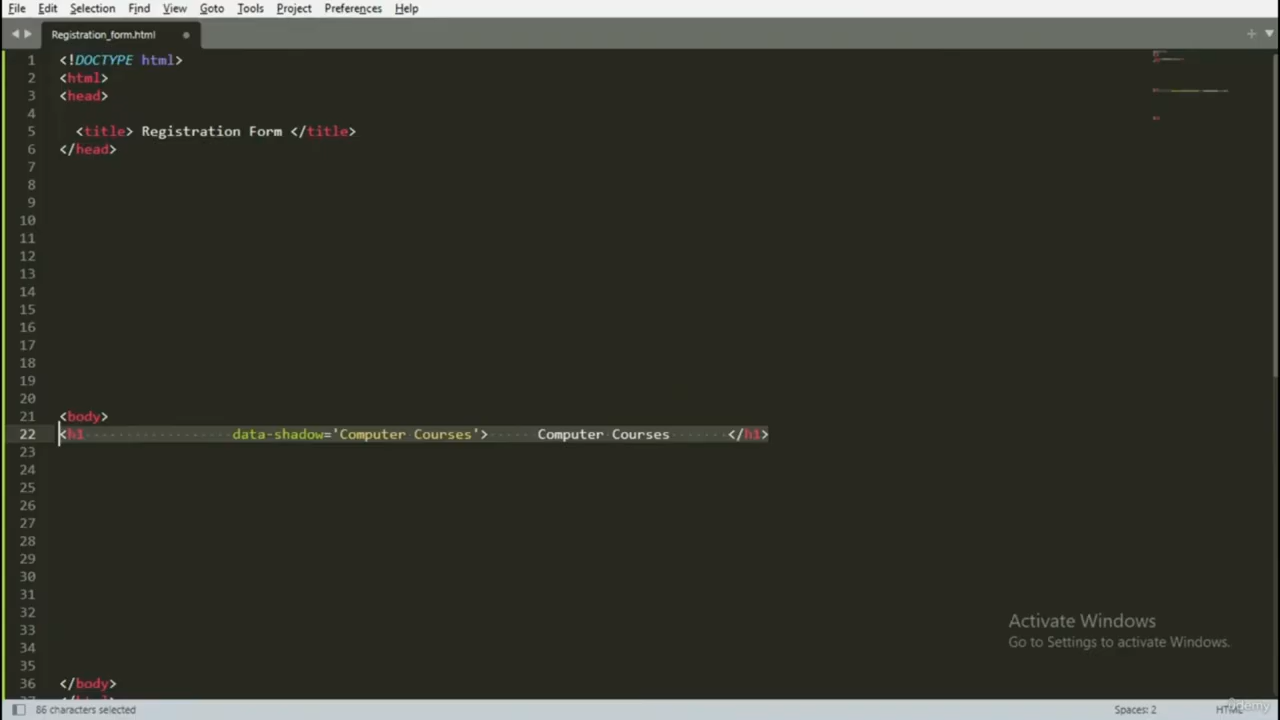 File Edit Selection Find View Goto Tools Project Preferences Help
Registration_form.html
1 <!DOCTYPE html>
2 <html>
3 <head>
4
5 <title> Registration Form </title>
6 </head>
7
8
9
10
11
12
13
14
15
16
17
18
19
20
21 <body>
22 <h1 data-shadow='Computer Courses'> Computer Courses </h1>
23
24
25
26
27
28
29
30
31
32
33
34
35
36 </body>
Activate Windows
Go to Settings to activate Windows.
86 characters selected Spaces: 2 HTML